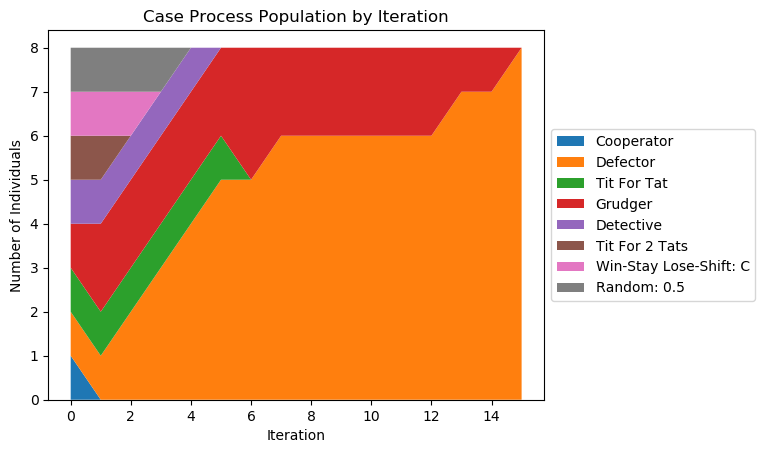 Case Process Population by Iteration
Number of Individuals
8
7
6
5
4
3
2
1
0
0 2 4 6 8 10 12 14
Iteration
Cooperator
Defector
Tit For Tat
Grudger
Detective
Tit For 2 Tats
Win-Stay Lose-Shift: C
Random: 0.5